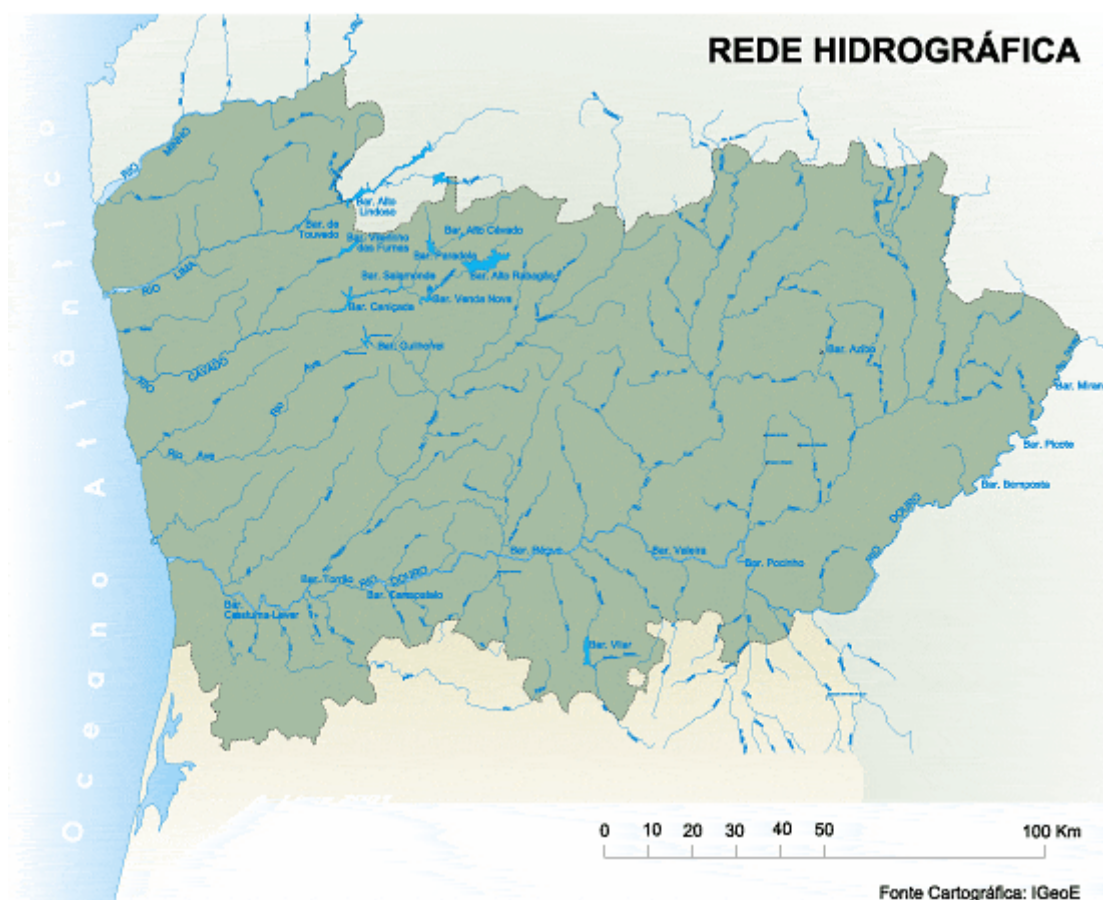 REDE HIDROGRÁFICA
Oceano Atlântico
RIO MINHO
Bar. Alto
Lindoso
Bar. de
Touvedo
Bar. Vilarinho
das Furnas
Bar. Alto Cávado
Bar. Paradela
RIO LIMA
Bar. Salamonde
Bar. Alto Rabagão
Bar. Venda Nova
Bar. Caniçada
Bar. Guilhofrei
Bar. Azibo
RIO CÁVADO
Rio Ave
Bar. Miran
Rio Ave
Bar. Picote
Bar. Bemposta
RIO DOURO
Bar. Régua
Bar. Valeira
Bar. Pocinho
Bar. Torrão
RIO DOURO
Bar. Carrapatelo
Bar.
Crestuma-Lever
Bar. Vilar
0 10 20 30 40 50 100 Km
Fonte Cartográfica: IGeoE